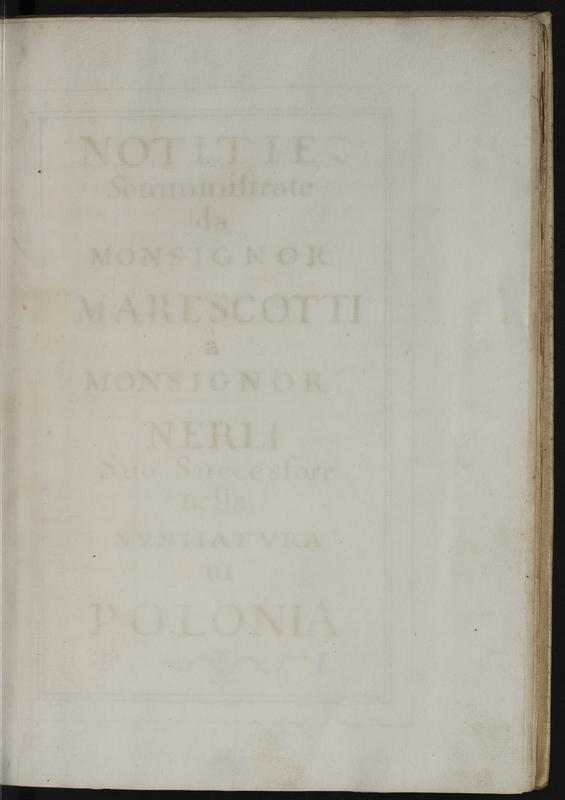 NOTITIE
Somministrate
da
MONSIGNOR
MARESCOTTI
à
MONSIGNOR
NERLI
Suo Successore
nella
NVNTIATVRA
DI
POLONIA
P I